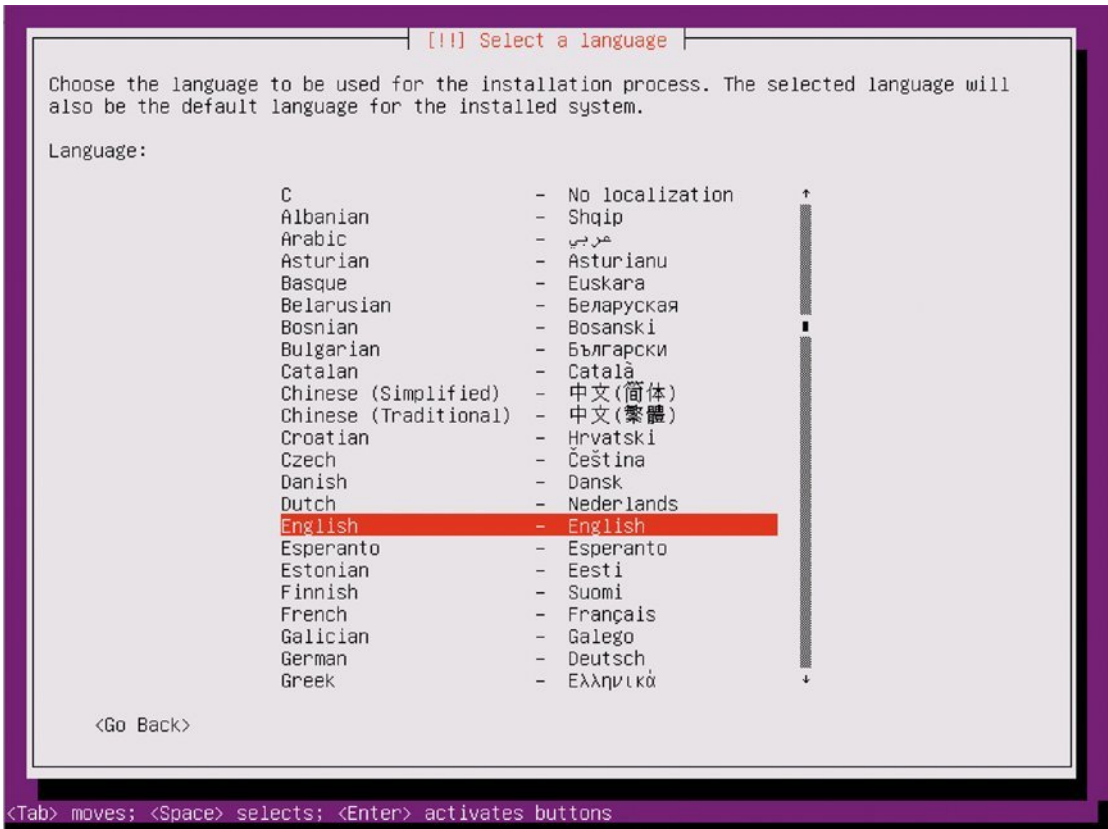 [!!] Select a language
Choose the language to be used for the installation process. The selected language will
also be the default language for the installed system.
Language:
C - No localization
Albanian - Shqip
Arabic - عربي
Asturian - Asturianu
Basque - Euskara
Belarusian - Беларуская
Bosnian - Bosanski
Bulgarian - Български
Catalan - Català
Chinese (Simplified) - 中文(简体)
Chinese (Traditional) - 中文(繁體)
Croatian - Hrvatski
Czech - Čeština
Danish - Dansk
Dutch - Nederlands
English - English
Esperanto - Esperanto
Estonian - Eesti
Finnish - Suomi
French - Français
Galician - Galego
German - Deutsch
Greek - Ελληνικά
<Go Back>
<Tab> moves; <Space> selects; <Enter> activates buttons